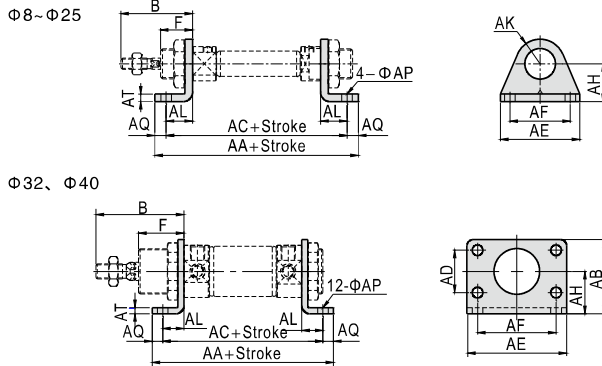 Φ8~Φ25
B
F
AK
AT
4-ΦAP
AH
AL
AL
AF
AQ
AC+Stroke
AQ
AE
AA+Stroke
Φ32、Φ40
B
F
AD
AH
AB
AT
12-ΦAP
AL
AL
AQ
AC+Stroke
AQ
AF
AA+Stroke
AE